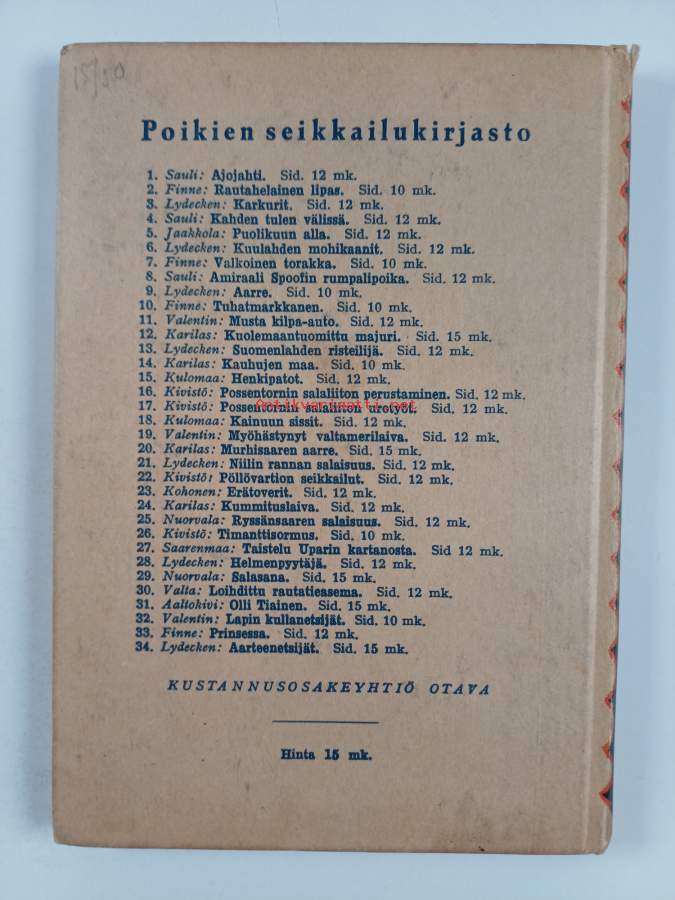 15/50
Poikien seikkailukirjasto
1. Sauli: Ajojahti. Sid. 12 mk.
2. Finne: Rautahelainen lipas. Sid. 10 mk.
3. Lydecken: Karkurit. Sid. 12 mk.
4. Sauli: Kahden tulen välissä. Sid. 12 mk.
5. Jaakkola: Puolikuun alla. Sid. 12 mk.
6. Lydecken: Kuulahden mohikaanit. Sid. 12 mk.
7. Finne: Valkoinen torakka. Sid. 10 mk.
8. Sauli: Amiraali Spoofin rumpalipoika. Sid. 12 mk.
9. Lydecken: Aarre. Sid. 10 mk.
10. Finne: Tuhatmarkkanen. Sid. 10 mk.
11. Valentin: Musta kilpa-auto. Sid. 12 mk.
12. Karilas: Kuolemaantuomittu majuri. Sid. 15 mk.
13. Lydecken: Suomenlahden risteilijä. Sid. 12 mk.
14. Karilas: Kauhujen maa. Sid. 10 mk.
15. Kulomaa: Henkipatot. Sid. 12 mk.
16. Kivistö: Possentornin salaliiton perustaminen. Sid. 12 mk.
17. Kivistö: Possentornin salaliiton urotyöt. Sid. 12 mk.
Antikvariaatti.net
18. Kulomaa: Kainuun sissit. Sid. 12 mk.
19. Valentin: Myöhästynyt valtamerilaiva. Sid. 12 mk.
20. Karilas: Murhisaaren aarre. Sid. 15 mk.
21. Lydecken: Niilin rannan salaisuus. Sid. 12 mk.
22. Kivistö: Pöllövartion seikkailut. Sid. 12 mk.
23. Kohonen: Erätoverit. Sid. 12 mk.
24. Karilas: Kummituslaiva. Sid. 12 mk.
25. Nuorvala: Ryssänsaaren salaisuus. Sid. 12 mk.
26. Kivistö: Timanttisormus. Sid. 10 mk.
27. Saarenmaa: Taistelu Uparin kartanosta. Sid 12 mk.
28. Lydecken: Helmenpyytäjä. Sid. 12 mk.
29. Nuorvala: Salasana. Sid. 15 mk.
30. Valta: Loihdittu rautatieasema. Sid. 12 mk.
31. Aaltokivi: Olli Tiainen. Sid. 15 mk.
32. Valentin: Lapin kullanetsijät. Sid. 10 mk.
33. Finne: Prinsessa. Sid. 12 mk.
34. Lydecken: Aarteenetsijät. Sid. 15 mk.
KUSTANNUSOSAKEYHTIÖ OTAVA
Hinta 15 mk.